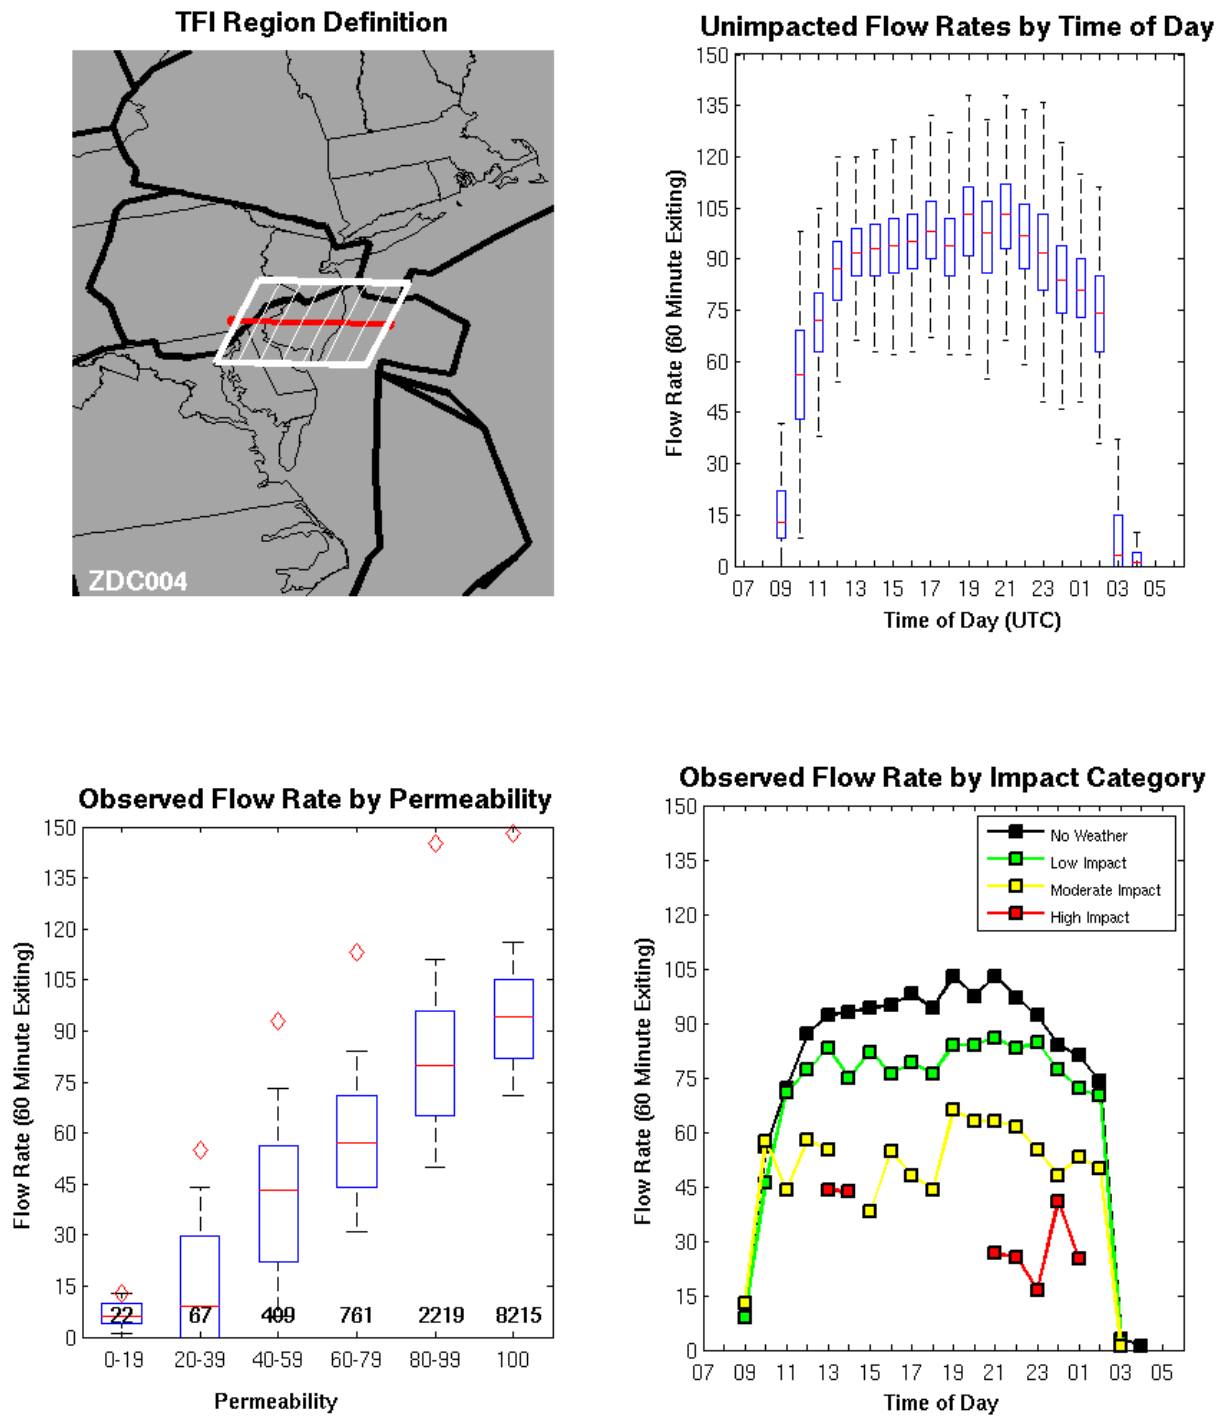 TFI Region Definition
ZDC004
Unimpacted Flow Rates by Time of Day
Flow Rate (60 Minute Exiting)
150
135
120
105
90
75
60
45
30
15
0
07 09 11 13 15 17 19 21 23 01 03 05
Time of Day (UTC)
Observed Flow Rate by Permeability
Flow Rate (60 Minute Exiting)
150
135
120
105
90
75
60
45
30
15
0
22 67 409 761 2219 8215
0-19 20-39 40-59 60-79 80-99 100
Permeability
Observed Flow Rate by Impact Category
Flow Rate (60 Minute Exiting)
150
135
120
105
90
75
60
45
30
15
0
No Weather
Low Impact
Moderate Impact
High Impact
07 09 11 13 15 17 19 21 23 01 03 05
Time of Day